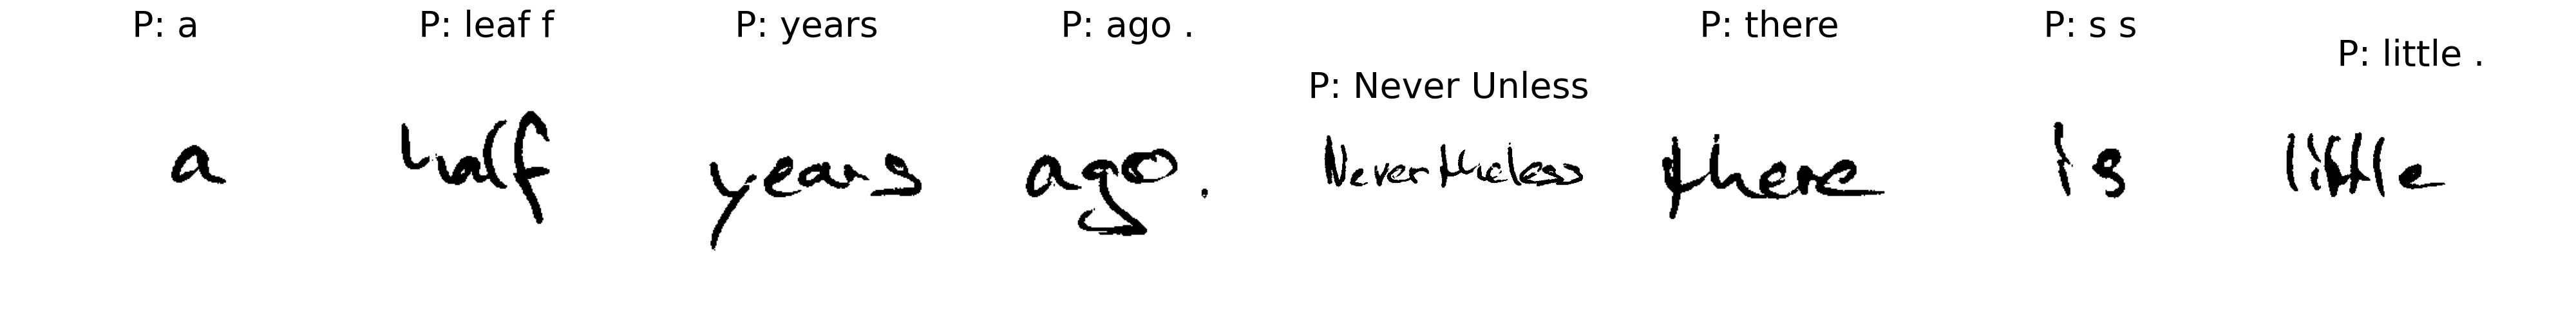 P: a P: leaf f P: years P: ago . P: Never Unless P: there P: s s P: little .
a half years ago. Nevertheless there is little